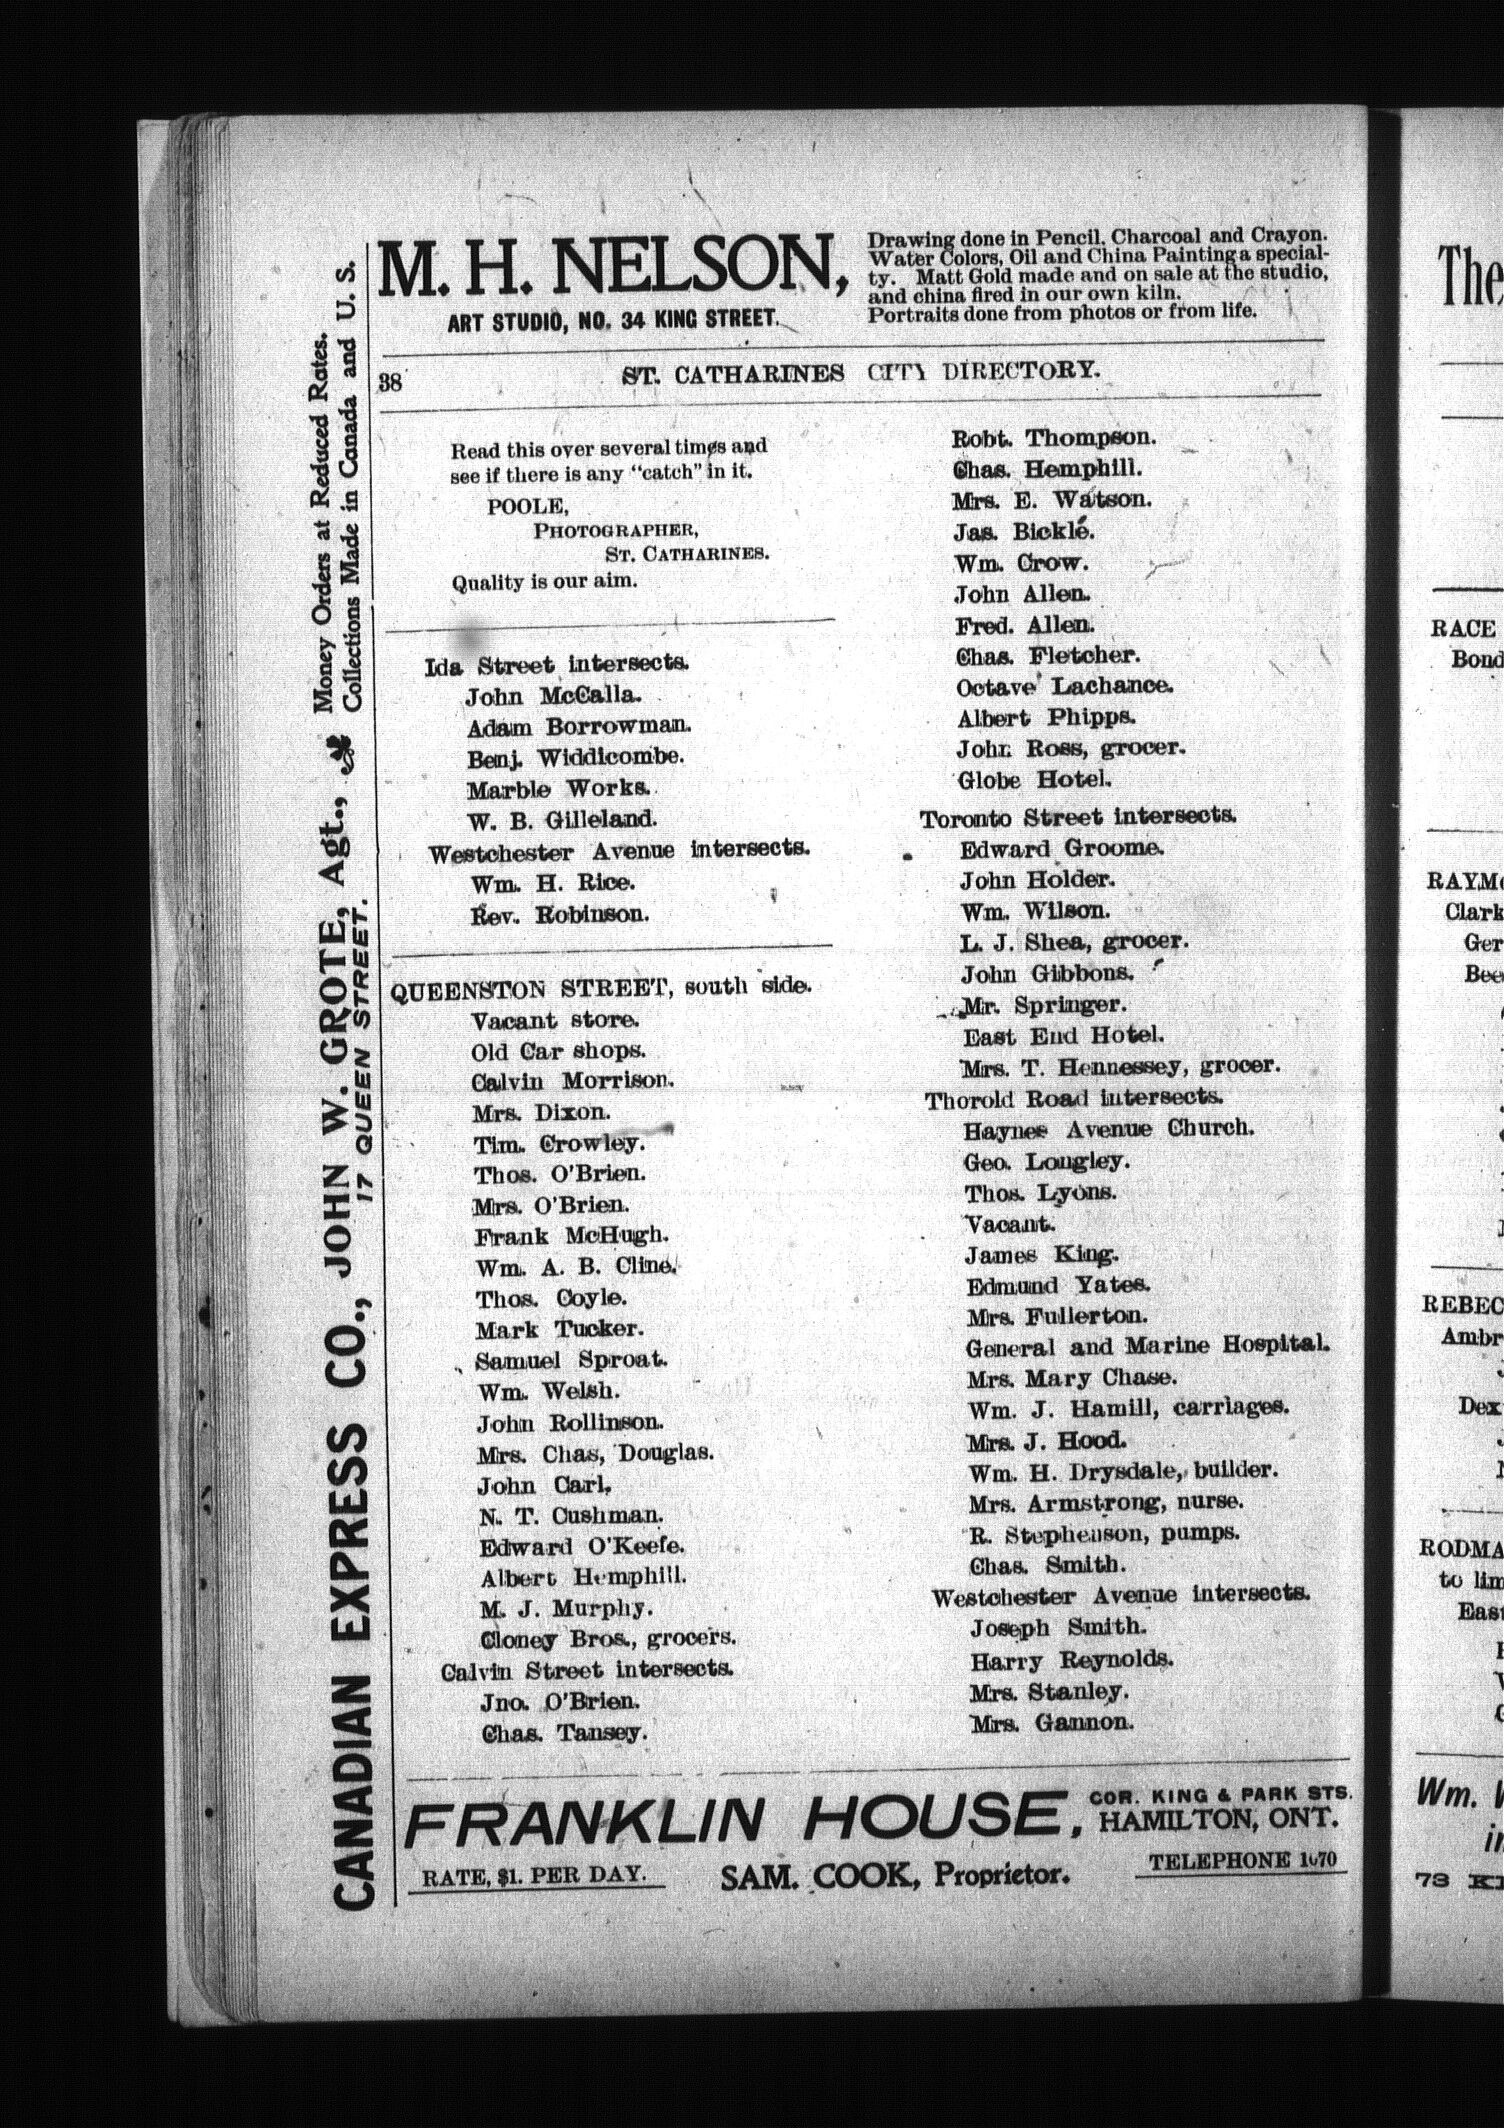 M. H. NELSON,
ART STUDIO, NO. 34 KING STREET.
Drawing done in Pencil, Charcoal and Crayon.
Water Colors, Oil and China Painting a special-
ty. Matt Gold made and on sale at the studio,
and china fired in our own kiln.
Portraits done from photos or from life.
38
ST. CATHARINES CITY DIRECTORY.
Read this over several times and
see if there is any "catch" in it.
POOLE,
PHOTOGRAPHER,
ST. CATHARINES.
Quality is our aim.
Ida Street intersects.
John McCalla.
Adam Borrowman.
Benj. Widdicombe.
Marble Works.
W. B. Gilleland.
Westchester Avenue intersects.
Wm. H. Rice.
Rev. Robinson.
QUEENSTON STREET, south side.
Vacant store.
Old Car shops.
Calvin Morrison.
Mrs. Dixon.
Tim. Crowley.
Thos. O'Brien.
Mrs. O'Brien.
Frank McHugh.
Wm. A. B. Cline.
Thos. Coyle.
Mark Tucker.
Samuel Sproat.
Wm. Welsh.
John Rollinson.
Mrs. Chas, Douglas.
John Carl.
N. T. Cushman.
Edward O'Keefe.
Albert Hemphill.
M. J. Murphy.
Cloney Bros., grocers.
Calvin Street intersects.
Jno. O'Brien.
Chas. Tansey.
Robt. Thompson.
Chas. Hemphill.
Mrs. E. Watson.
Jas. Bickle.
Wm. Crow.
John Allen.
Fred. Allen.
Chas. Fletcher.
Octave Lachance.
Albert Phipps.
John Ross, grocer.
Globe Hotel.
Toronto Street intersects.
Edward Groome.
John Holder.
Wm. Wilson.
L. J. Shea, grocer.
John Gibbons.
Mr. Springer.
East End Hotel.
Mrs. T. Hennessey, grocer.
Thorold Road intersects.
Haynes Avenue Church.
Geo. Longley.
Thos. Lyons.
Vacant.
James King.
Edmund Yates.
Mrs. Fullerton.
General and Marine Hospital.
Mrs. Mary Chase.
Wm. J. Hamill, carriages.
Mrs. J. Hood.
Wm. H. Drysdale, builder.
Mrs. Armstrong, nurse.
R. Stephenson, pumps.
Chas. Smith.
Westchester Avenue intersects.
Joseph Smith.
Harry Reynolds.
Mrs. Stanley.
Mrs. Gannon.
FRANKLIN HOUSE,
COR. KING & PARK STS.
HAMILTON, ONT.
RATE, $1. PER DAY.
SAM. COOK, Proprietor.
TELEPHONE 1070
CANADIAN EXPRESS CO., JOHN W. GROTE, Agt.,
17 QUEEN STREET.
Money Orders at Reduced Rates.
Collections Made in Canada and U. S.
The
RACE
Bond
Clark
REBEC
Ambr
RODMA
to lim
East
Wm.
73